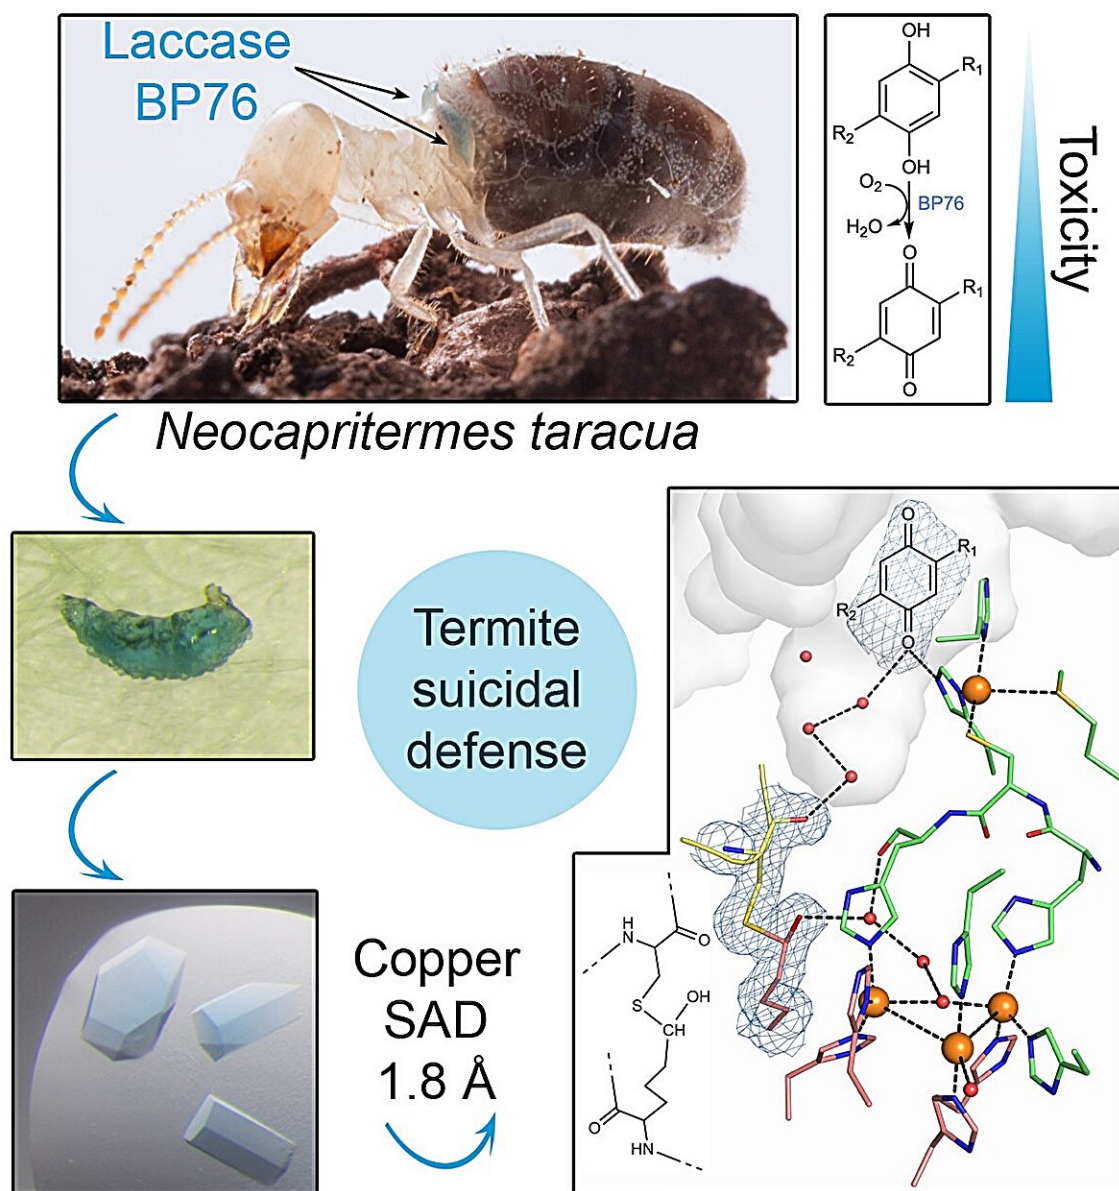 Laccase
BP76
OH
R1
R2
OH
O2
BP76
H2O
O
R1
R2
O
Toxicity
Neocapritermes taracua
Termite
suicidal
defense
O
R1
R2
O
Copper
SAD
1.8 Å
H
N
O
S
OH
CH
O
NH